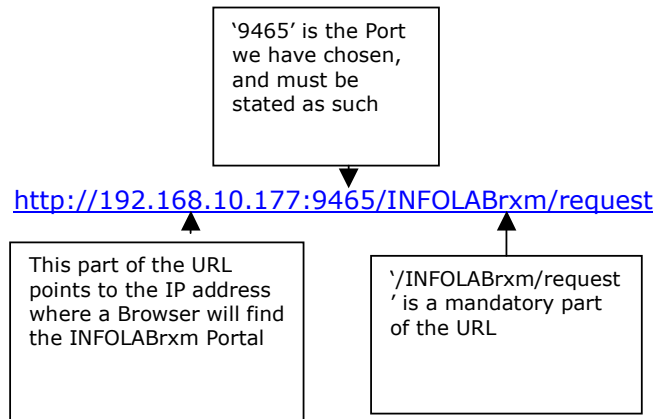 ‘9465’ is the Port
we have chosen,
and must be
stated as such
http://192.168.10.177:9465/INFOLABrxm/request
This part of the URL
points to the IP address
where a Browser will find
the INFOLABrxm Portal
‘/INFOLABrxm/request
’ is a mandatory part
of the URL